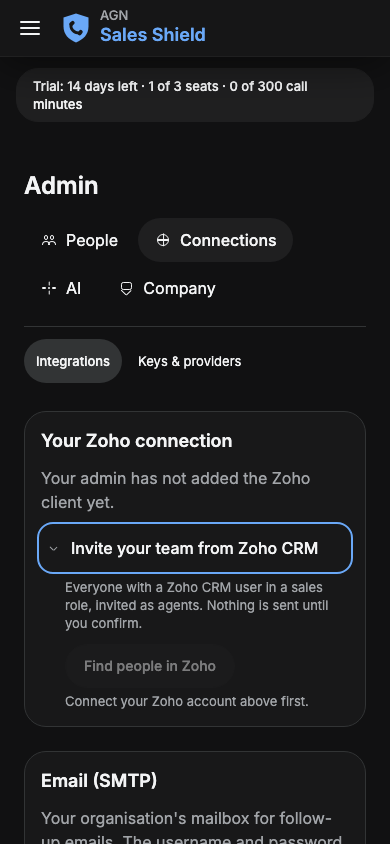 AGN
Sales Shield
Trial: 14 days left · 1 of 3 seats · 0 of 300 call
minutes
Admin
People
Connections
AI
Company
Integrations
Keys & providers
Your Zoho connection
Your admin has not added the Zoho
client yet.
Invite your team from Zoho CRM
Everyone with a Zoho CRM user in a sales
role, invited as agents. Nothing is sent until
you confirm.
Find people in Zoho
Connect your Zoho account above first.
Email (SMTP)
Your organisation's mailbox for follow-
up emails. The username and password